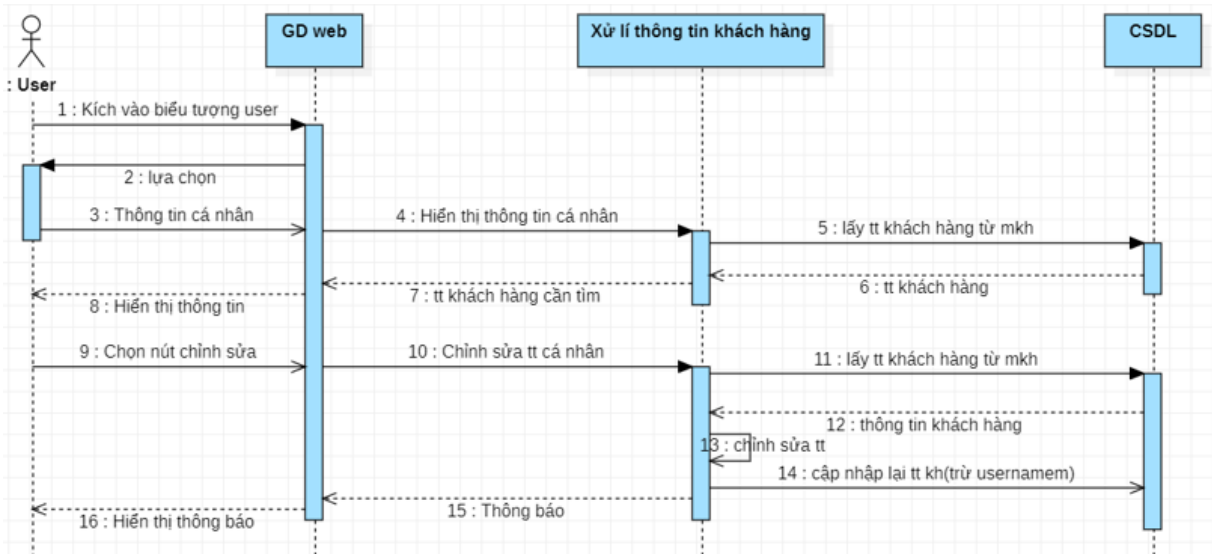 GD web
Xử lí thông tin khách hàng
CSDL
: User
1 : Kích vào biểu tượng user
2 : lựa chọn
3 : Thông tin cá nhân
4 : Hiển thị thông tin cá nhân
5 : lấy tt khách hàng từ mkh
6 : tt khách hàng
7 : tt khách hàng cần tìm
8 : Hiển thị thông tin
9 : Chọn nút chỉnh sửa
10 : Chỉnh sửa tt cá nhân
11 : lấy tt khách hàng từ mkh
12 : thông tin khách hàng
13 : chỉnh sửa tt
14 : cập nhập lại tt kh(trừ usernamem)
15 : Thông báo
16 : Hiển thị thông báo